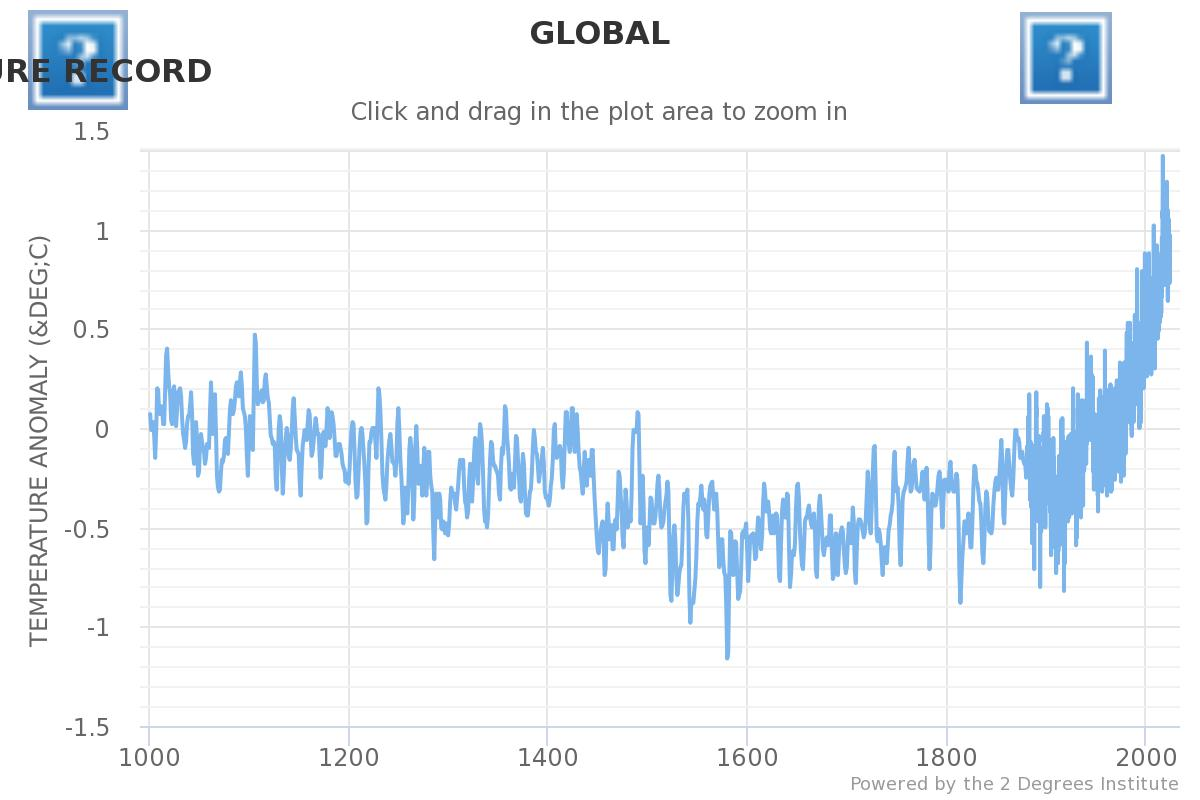 GLOBAL
URE RECORD
Click and drag in the plot area to zoom in
TEMPERATURE ANOMALY (&DEG;C)
1.5
1
0.5
0
-0.5
-1
-1.5
1000 1200 1400 1600 1800 2000
Powered by the 2 Degrees Institute